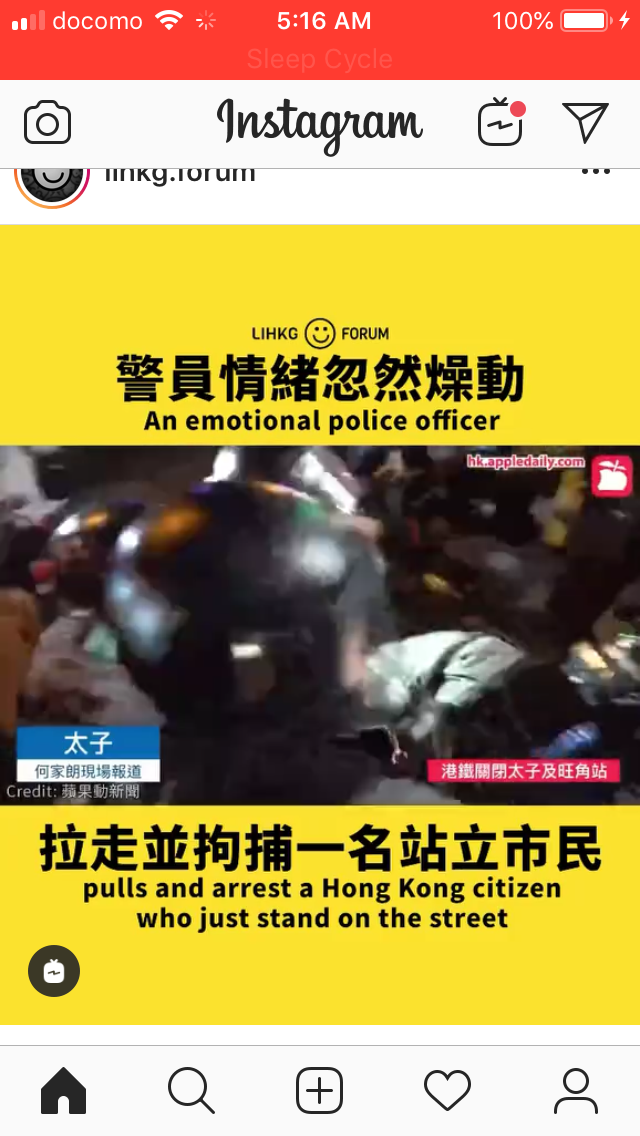 docomo 5:16 AM 100%
Sleep Cycle
Instagram
linkg.forum
LIHKG FORUM
警員情緒忽然燥動
An emotional police officer
hk.appledaily.com
太子
何家朗現場報道
港鐵關閉太子及旺角站
Credit: 蘋果動新聞
拉走並拘捕一名站立市民
pulls and arrest a Hong Kong citizen
who just stand on the street